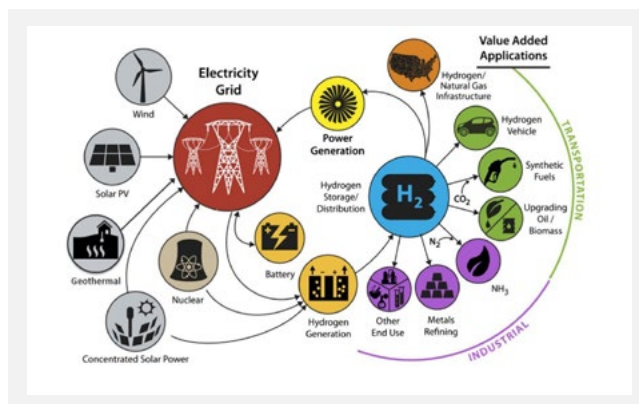 Value Added
Applications
Electricity
Grid
Wind
Hydrogen/
Natural Gas
Infrastructure
Hydrogen
Vehicle
Power
Generation
Solar PV
Synthetic
Fuels
Hydrogen
Storage/
Distribution
H2
CO2
Upgrading
Oil /
Biomass
N2
Geothermal
Battery
Nuclear
NH3
Hydrogen
Generation
Other
End Use
Metals
Refining
Concentrated Solar Power
TRANSPORTATION
INDUSTRIAL